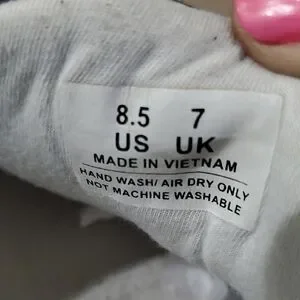 8.5 7
US UK
MADE IN VIETNAM
HAND WASH/ AIR DRY ONLY
NOT MACHINE WASHABLE